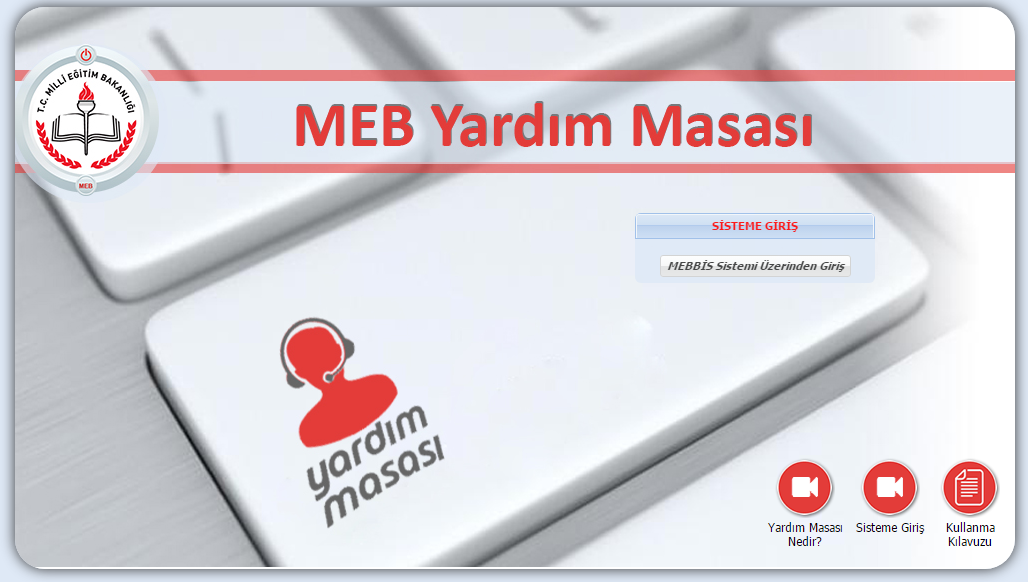 T.C. MİLLİ EĞİTİM BAKANLIĞI
MEB
MEB Yardım Masası
SİSTEME GİRİŞ
MEBBİS Sistemi Üzerinden Giriş
yardım
masası
Yardım Masası
Nedir?
Sisteme Giriş
Kullanma
Kılavuzu